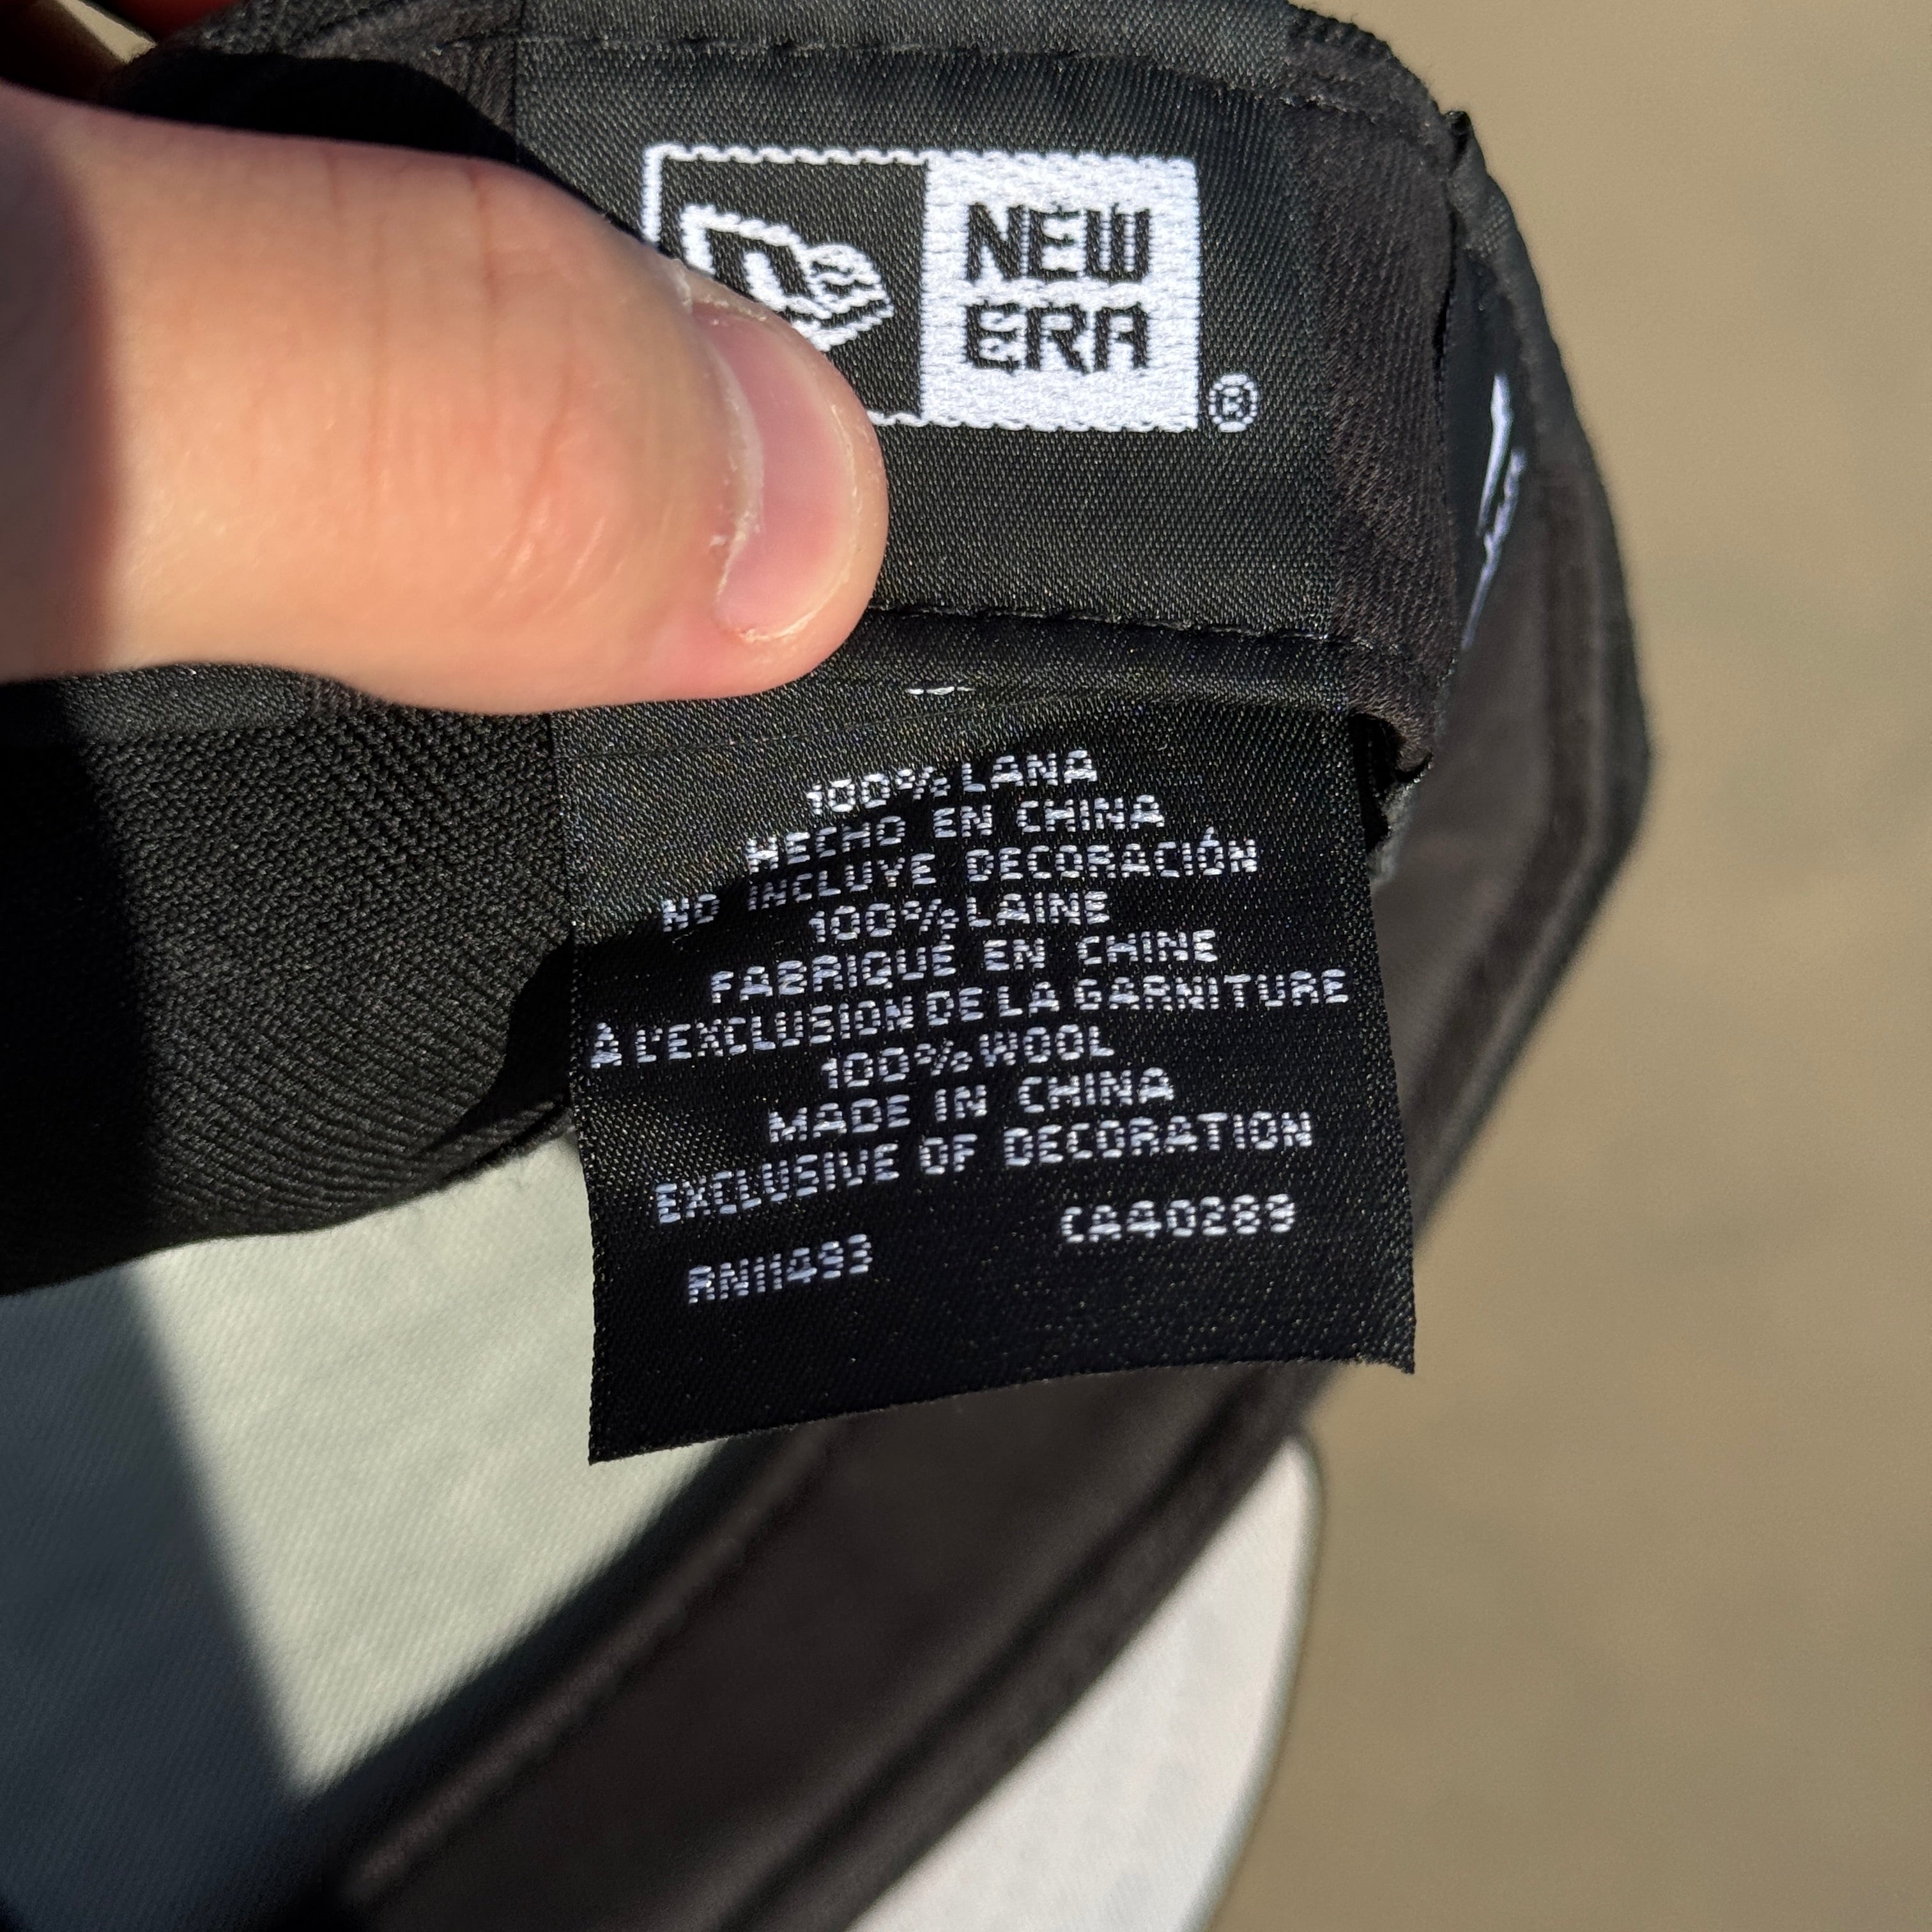 NEW
ERA
®
100% LANA
HECHO EN CHINA
NO INCLUYE DECORACIÓN
100% LAINE
FABRIQUE EN CHINE
À L'EXCLUSION DE LA GARNITURE
100% WOOL
MADE IN CHINA
EXCLUSIVE OF DECORATION
CA40289
RN11493